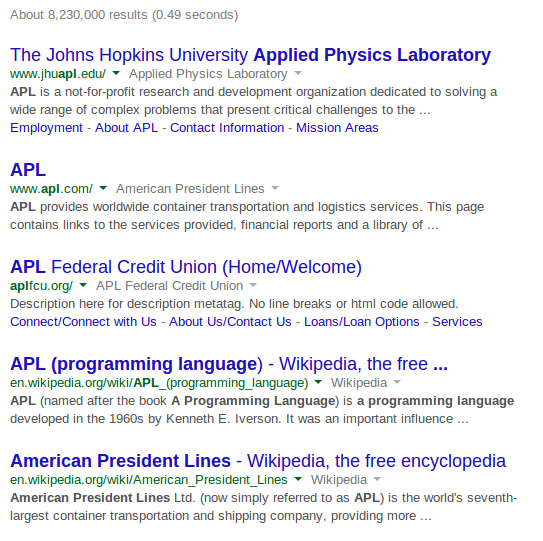 About 8,230,000 results (0.49 seconds)
The Johns Hopkins University Applied Physics Laboratory
www.jhuapl.edu/ Applied Physics Laboratory
APL is a not-for-profit research and development organization dedicated to solving a
wide range of complex problems that present critical challenges to the ...
Employment - About APL - Contact Information - Mission Areas
APL
www.apl.com/ American President Lines
APL provides worldwide container transportation and logistics services. This page
contains links to the services provided, financial reports and a library of ...
APL Federal Credit Union (Home/Welcome)
aplfcu.org/ APL Federal Credit Union
Description here for description metatag. No line breaks or html code allowed.
Connect/Connect with Us - About Us/Contact Us - Loans/Loan Options - Services
APL (programming language) - Wikipedia, the free ...
en.wikipedia.org/wiki/APL_(programming_language) Wikipedia
APL (named after the book A Programming Language) is a programming language
developed in the 1960s by Kenneth E. Iverson. It was an important influence ...
American President Lines - Wikipedia, the free encyclopedia
en.wikipedia.org/wiki/American_President_Lines Wikipedia
American President Lines Ltd. (now simply referred to as APL) is the world's seventh-
largest container transportation and shipping company, providing more ...